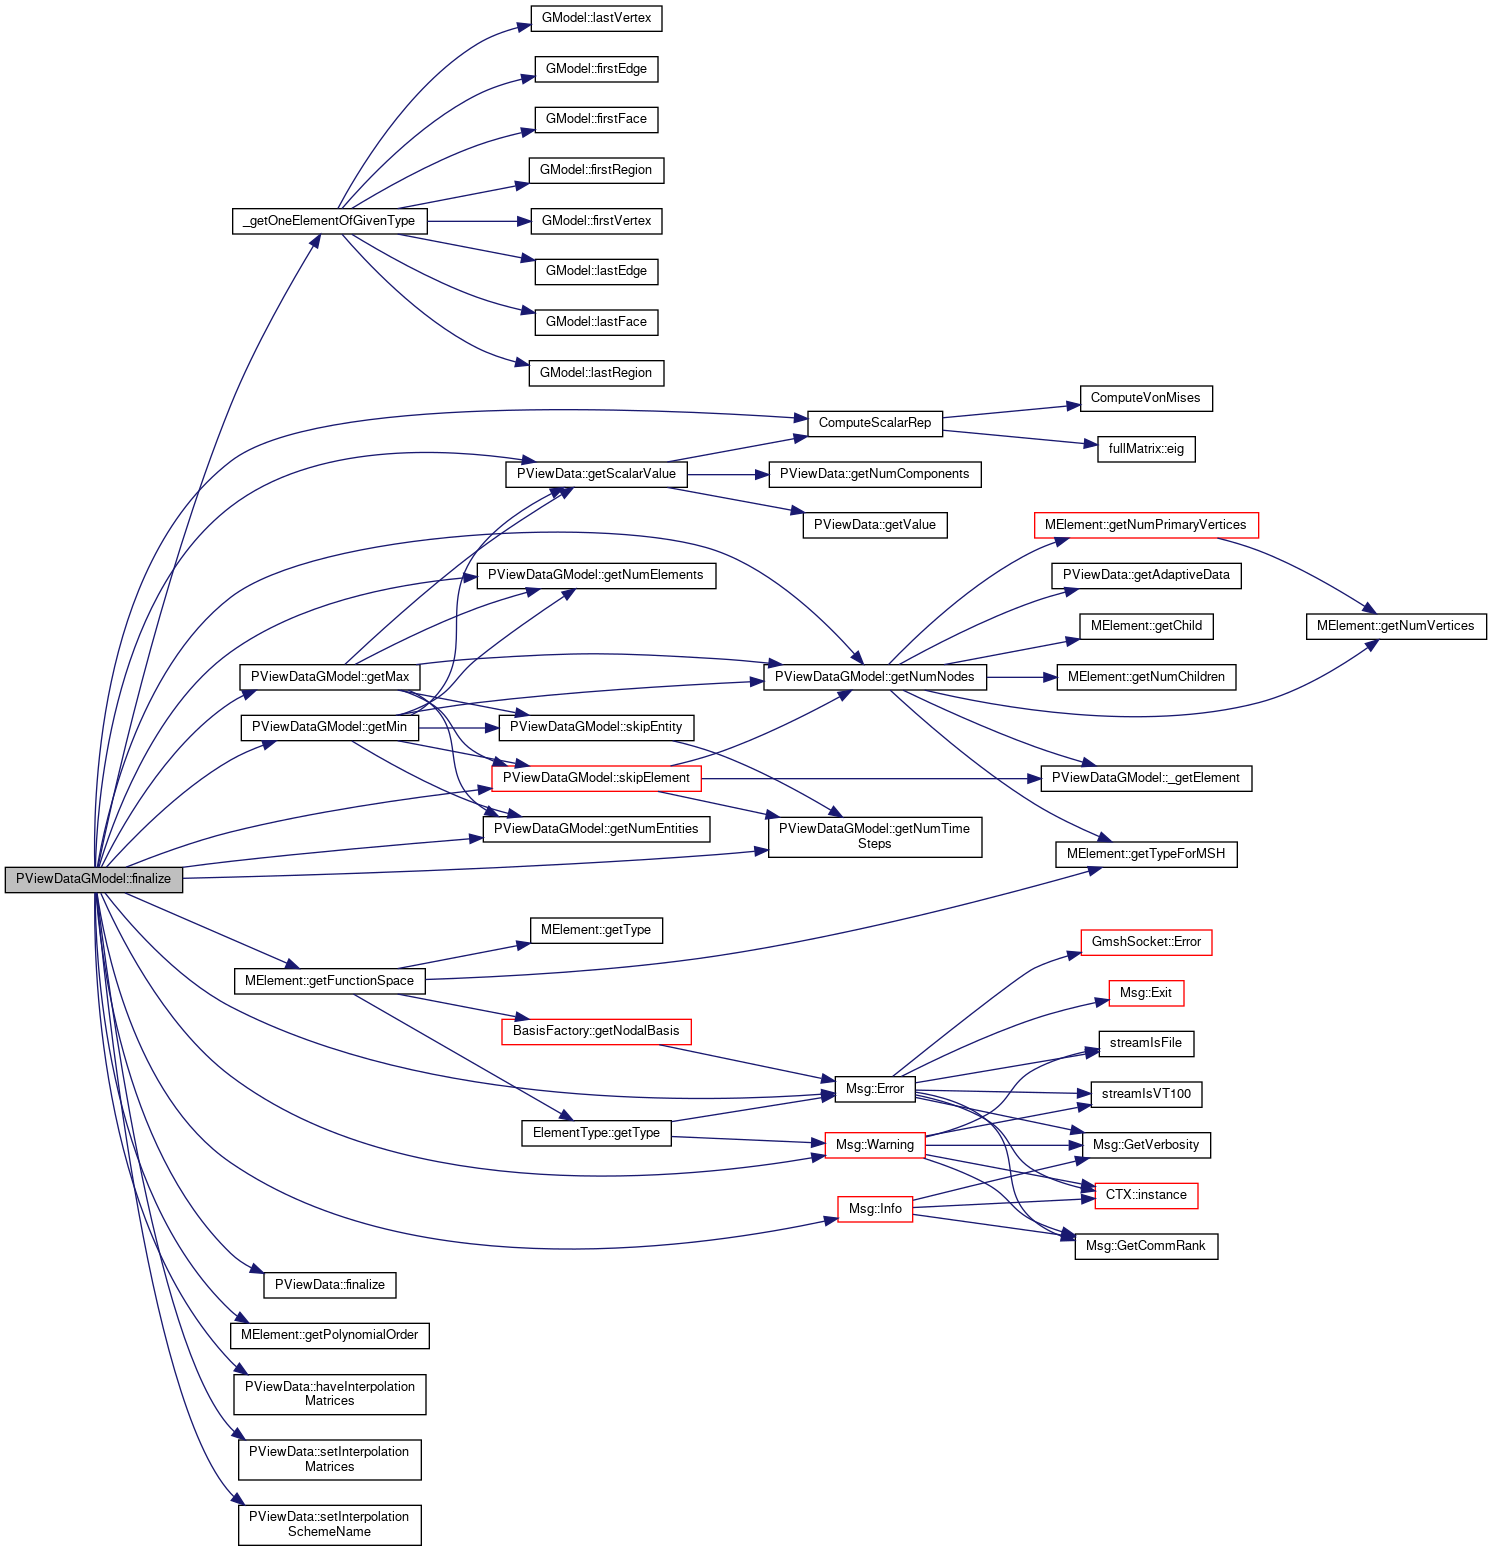 GModel::lastVertex
GModel::firstEdge
GModel::firstFace
GModel::firstRegion
_getOneElementOfGivenType
GModel::firstVertex
GModel::lastEdge
GModel::lastFace
GModel::lastRegion
ComputeVonMises
ComputeScalarRep
fullMatrix::eig
PViewData::getScalarValue
PViewData::getNumComponents
PViewData::getValue
MElement::getNumPrimaryVertices
PViewDataGModel::getNumElements
PViewData::getAdaptiveData
MElement::getChild
MElement::getNumVertices
PViewDataGModel::getMax
PViewDataGModel::getNumNodes
MElement::getNumChildren
PViewDataGModel::getMin
PViewDataGModel::skipEntity
PViewDataGModel::skipElement
PViewDataGModel::_getElement
PViewDataGModel::getNumEntities
PViewDataGModel::getNumTime
Steps
MElement::getTypeForMSH
PViewDataGModel::finalize
MElement::getType
GmshSocket::Error
MElement::getFunctionSpace
Msg::Exit
BasisFactory::getNodalBasis
streamIsFile
Msg::Error
streamIsVT100
ElementType::getType
Msg::Warning
Msg::GetVerbosity
CTX::instance
Msg::Info
Msg::GetCommRank
PViewData::finalize
MElement::getPolynomialOrder
PViewData::haveInterpolation
Matrices
PViewData::setInterpolation
Matrices
PViewData::setInterpolation
SchemeName